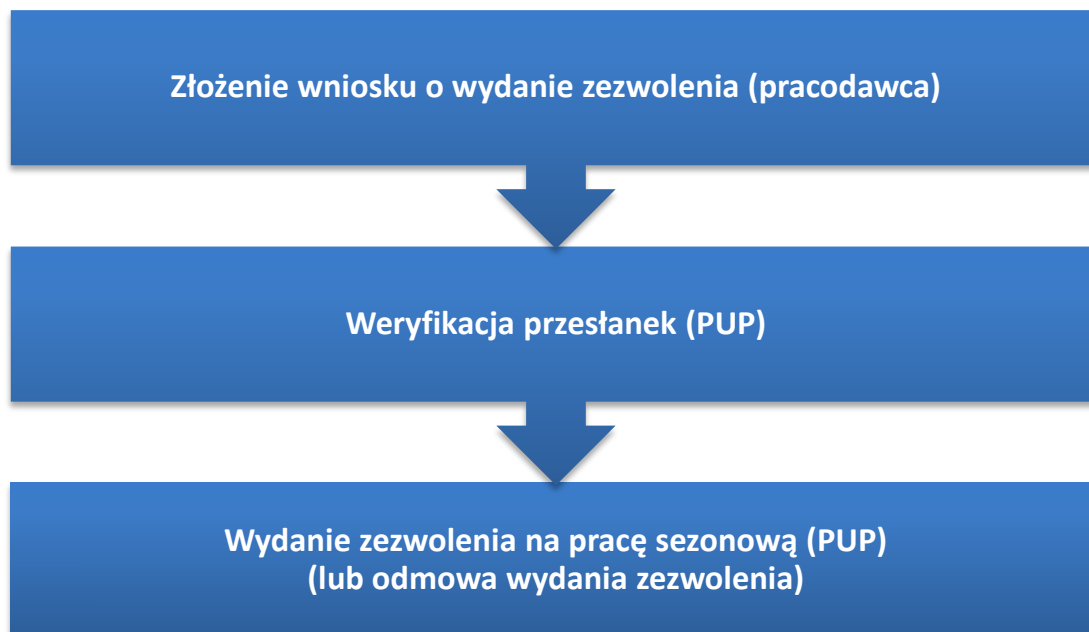 Złożenie wniosku o wydanie zezwolenia (pracodawca)
Weryfikacja przesłanek (PUP)
Wydanie zezwolenia na pracę sezonową (PUP)
(lub odmowa wydania zezwolenia)